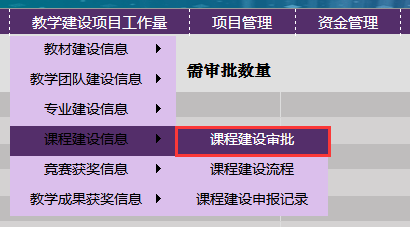 教学建设项目工作量 项目管理 资金管理
教材建设信息
教学团队建设信息 需审批数量
专业建设信息
课程建设信息 课程建设审批
竞赛获奖信息 课程建设流程
教学成果获奖信息 课程建设申报记录